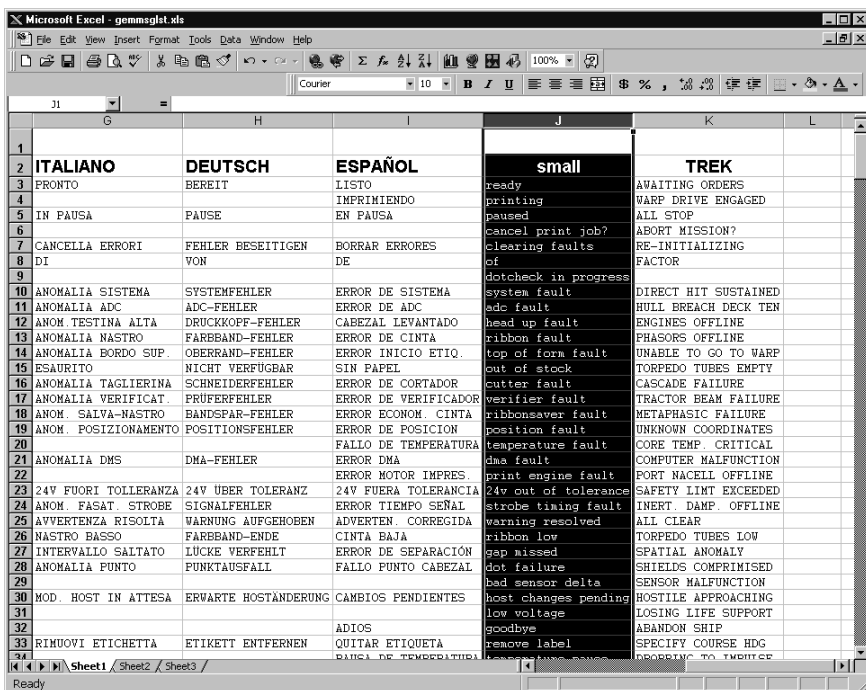 Microsoft Excel - gemmsglst.xls
File Edit View Insert Format Tools Data Window Help
100%
Courier 10 B I U $ % ,
J1 =
G H I J K L
1
2 ITALIANO DEUTSCH ESPAÑOL small TREK
3 PRONTO BEREIT LISTO ready AWAITING ORDERS
4 IMPRIMIENDO printing WARP DRIVE ENGAGED
5 IN PAUSA PAUSE EN PAUSA paused ALL STOP
6 cancel print job? ABORT MISSION?
7 CANCELLA ERRORI FEHLER BESEITIGEN BORRAR ERRORES clearing faults RE-INITIALIZING
8 DI VON DE of FACTOR
9 dotcheck in progress
10 ANOMALIA SISTEMA SYSTEMFEHLER ERROR DE SISTEMA system fault DIRECT HIT SUSTAINED
11 ANOMALIA ADC ADC-FEHLER ERROR DE ADC adc fault HULL BREACH DECK TEN
12 ANOM.TESTINA ALTA DRUCKKOPF-FEHLER CABEZAL LEVANTADO head up fault ENGINES OFFLINE
13 ANOMALIA NASTRO FARBBAND-FEHLER ERROR DE CINTA ribbon fault PHASORS OFFLINE
14 ANOMALIA BORDO SUP. OBERRAND-FEHLER ERROR INICIO ETIQ. top of form fault UNABLE TO GO TO WARP
15 ESAURITO NICHT VERFÜGBAR SIN PAPEL out of stock TORPEDO TUBES EMPTY
16 ANOMALIA TAGLIERINA SCHNEIDERFEHLER ERROR DE CORTADOR cutter fault CASCADE FAILURE
17 ANOMALIA VERIFICAT. PRÜFERFEHLER ERROR DE VERIFICADOR verifier fault TRACTOR BEAM FAILURE
18 ANOM. SALVA-NASTRO BANDSPAR-FEHLER ERROR ECONOM. CINTA ribbonsaver fault METAPHASIC FAILURE
19 ANOM. POSIZIONAMENTO POSITIONSFEHLER ERROR DE POSICION position fault UNKNOWN COORDINATES
20 FALLO DE TEMPERATURA temperature fault CORE TEMP. CRITICAL
21 ANOMALIA DMS DMA-FEHLER ERROR DMA dma fault COMPUTER MALFUNCTION
22 ERROR MOTOR IMPRES. print engine fault PORT NACELL OFFLINE
23 24V FUORI TOLLERANZA 24V ÜBER TOLERANZ 24V FUERA TOLERANCIA 24v out of tolerance SAFETY LIMT EXCEEDED
24 ANOM. FASAT. STROBE SIGNALFEHLER ERROR TIEMPO SEÑAL strobe timing fault INERT. DAMP. OFFLINE
25 AVVERTENZA RISOLTA WARNUNG AUFGEHOBEN ADVERTEN. CORREGIDA warning resolved ALL CLEAR
26 NASTRO BASSO FARBBAND-ENDE CINTA BAJA ribbon low TORPEDO TUBES LOW
27 INTERVALLO SALTATO LÜCKE VERFEHLT ERROR DE SEPARACIÓN gap missed SPATIAL ANOMALY
28 ANOMALIA PUNTO PUNKTAUSFALL FALLO PUNTO CABEZAL dot failure SHIELDS COMPRIMISED
29 bad sensor delta SENSOR MALFUNCTION
30 MOD. HOST IN ATTESA ERWARTE HOSTÄNDERUNG CAMBIOS PENDIENTES host changes pending HOSTILE APPROACHING
31 low voltage LOSING LIFE SUPPORT
32 ADIOS goodbye ABANDON SHIP
33 RIMUOVI ETICHETTA ETIKETT ENTFERNEN QUITAR ETIQUETA remove label SPECIFY COURSE HDG
34 PAUSA DE TEMPERATURA temperature pause DROPPING TO IMPULSE
Sheet1 Sheet2 Sheet3
Ready